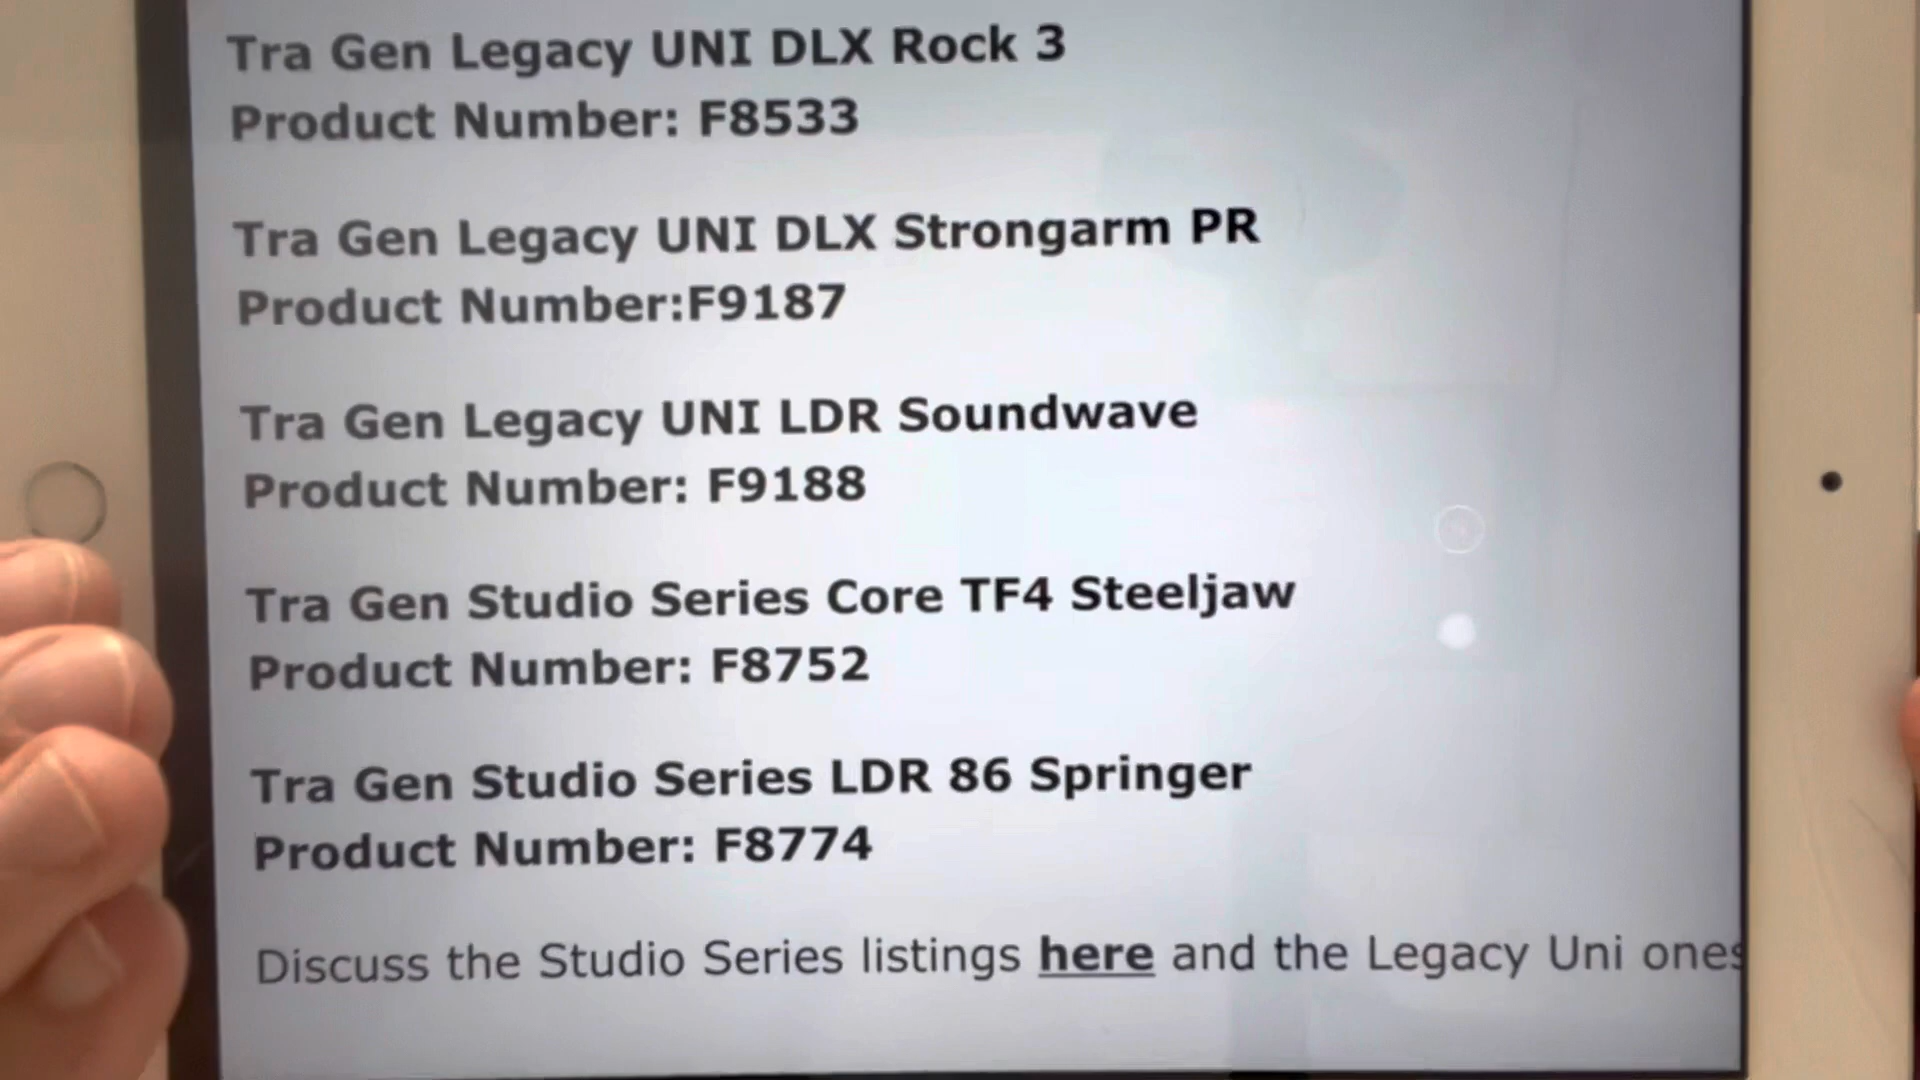 Tra Gen Legacy UNI DLX Rock 3
Product Number: F8533
Tra Gen Legacy UNI DLX Strongarm PR
Product Number:F9187
Tra Gen Legacy UNI LDR Soundwave
Product Number: F9188
Tra Gen Studio Series Core TF4 Steeljaw
Product Number: F8752
Tra Gen Studio Series LDR 86 Springer
Product Number: F8774
Discuss the Studio Series listings here and the Legacy Uni ones